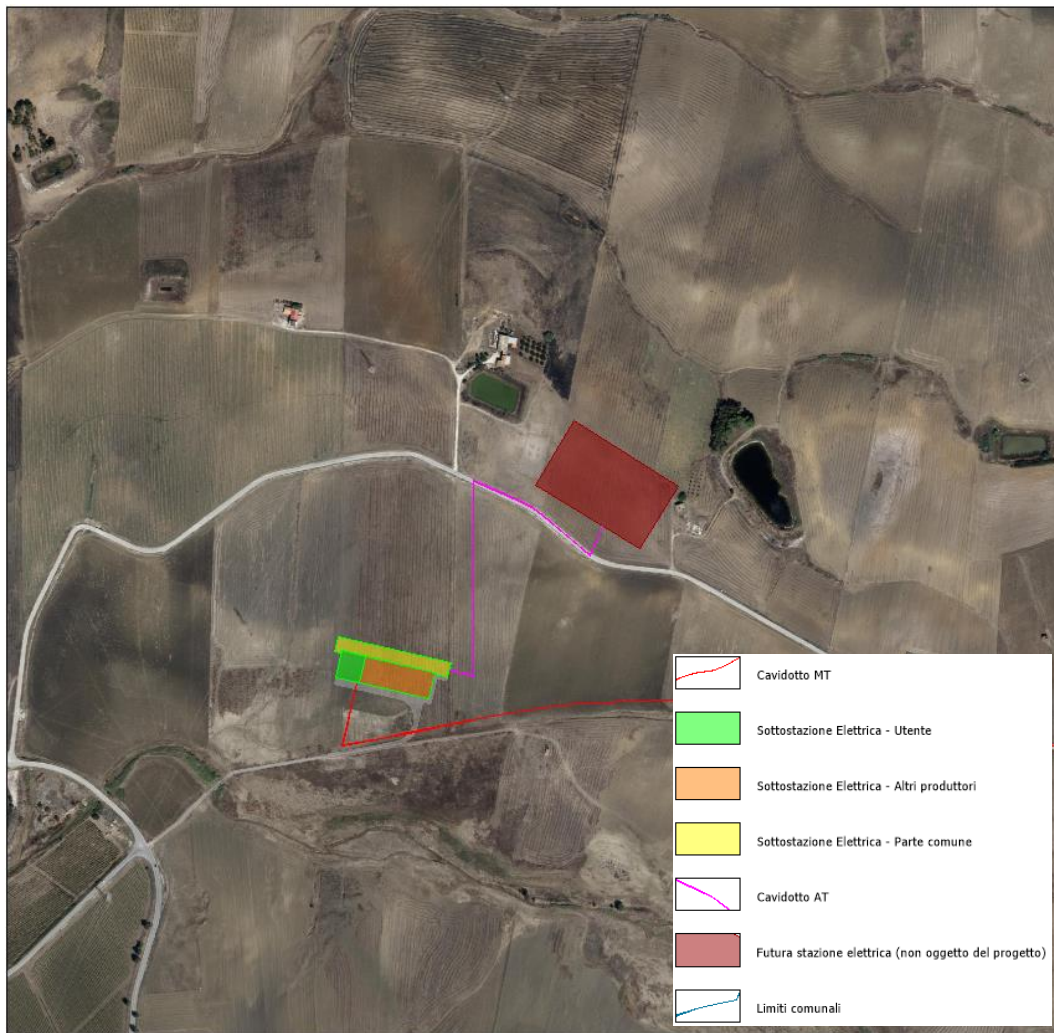 Cavidotto MT
Sottostazione Elettrica - Utente
Sottostazione Elettrica - Altri produttori
Sottostazione Elettrica - Parte comune
Cavidotto AT
Futura stazione elettrica (non oggetto del progetto)
Limiti comunali